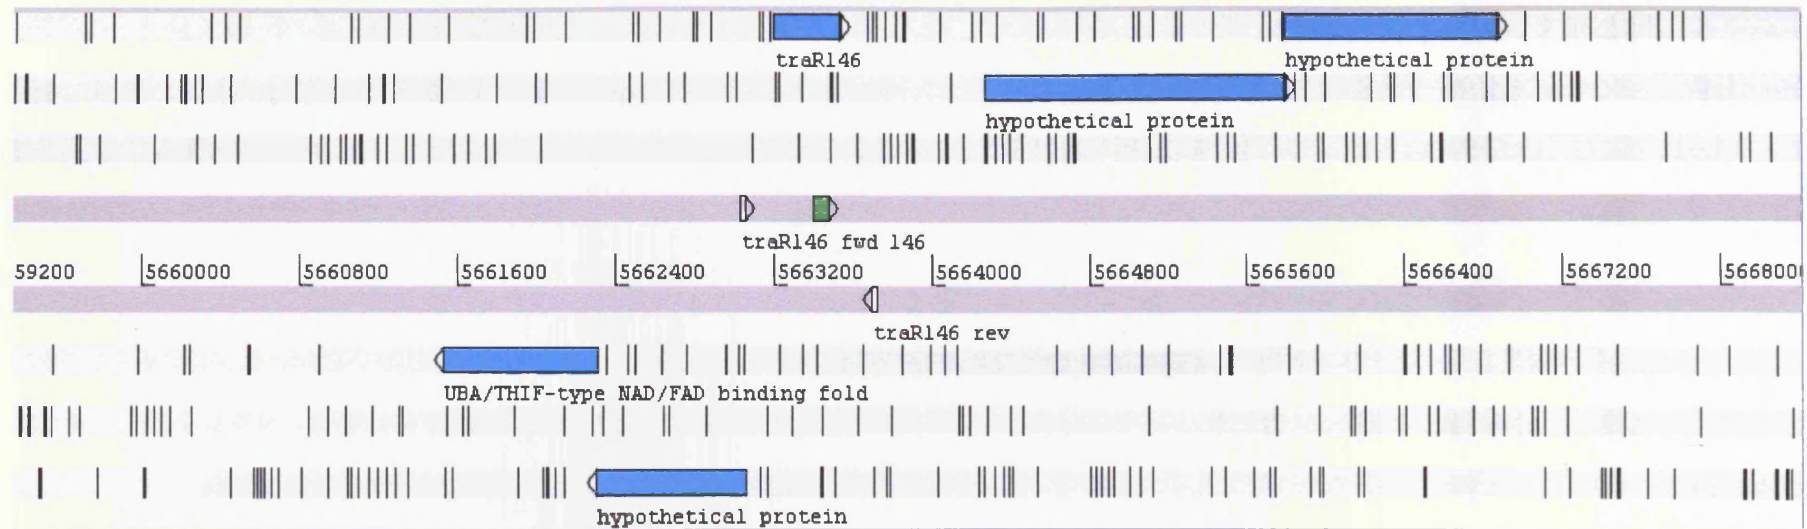 traR146
hypothetical protein
hypothetical protein
traR146 fwd 146
59200 5660000 5660800 5661600 5662400 5663200 5664000 5664800 5665600 5666400 5667200 5668000
traR146 rev
UBA/THIF-type NAD/FAD binding fold
hypothetical protein